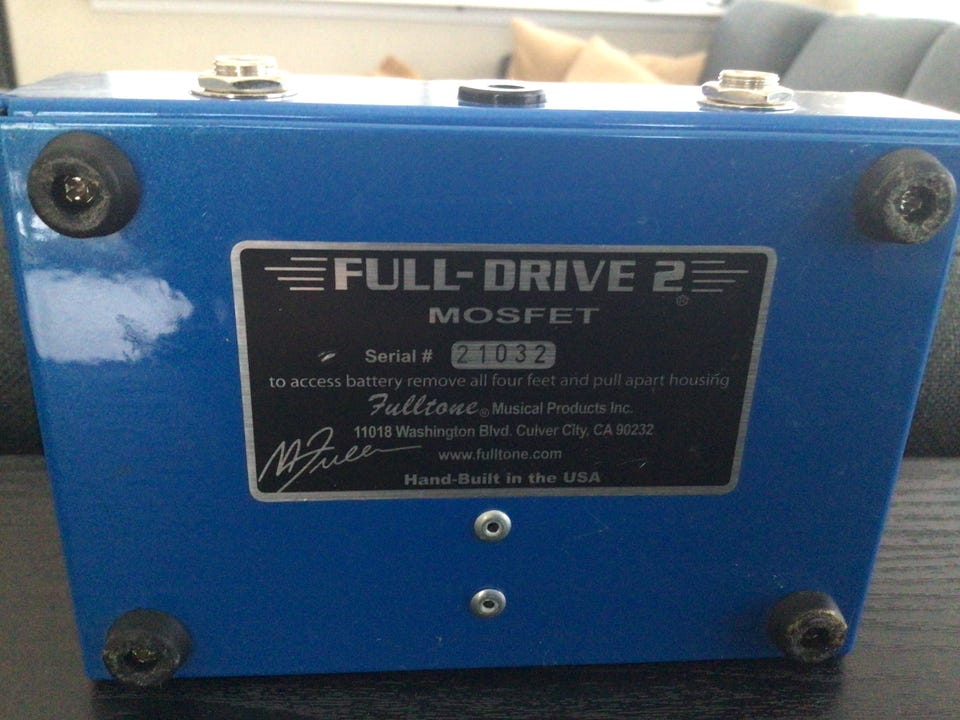 FULL-DRIVE 2®
MOSFET
Serial # 21032
to access battery remove all four feet and pull apart housing
Fulltone® Musical Products Inc.
11018 Washington Blvd. Culver City, CA 90232
M Fuller
www.fulltone.com
Hand-Built in the USA